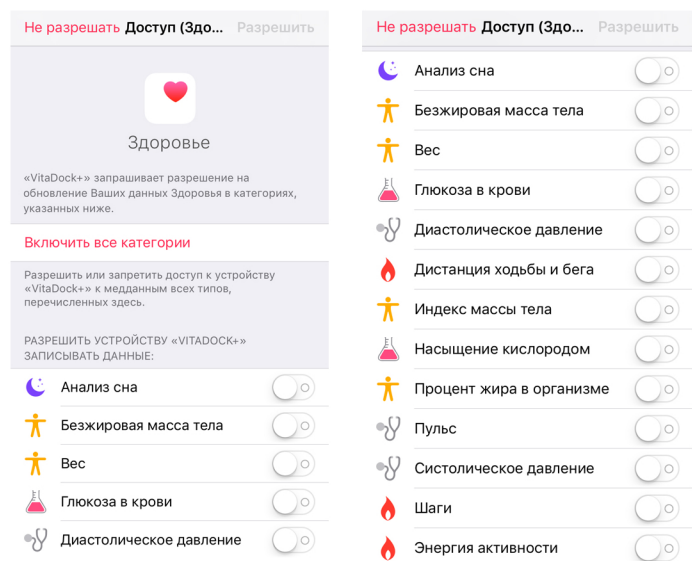 Не разрешать Доступ (Здо... Разрешить
Здоровье
«VitaDock+» запрашивает разрешение на
обновление Ваших данных Здоровья в категориях,
указанных ниже.
Включить все категории
Разрешить или запретить доступ к устройству
«VitaDock+» к медданным всех типов,
перечисленных здесь.
РАЗРЕШИТЬ УСТРОЙСТВУ «VITADOCK+»
ЗАПИСЫВАТЬ ДАННЫЕ:
Анализ сна
Безжировая масса тела
Вес
Глюкоза в крови
Диастолическое давление
Не разрешать Доступ (Здо... Разрешить
Анализ сна
Безжировая масса тела
Вес
Глюкоза в крови
Диастолическое давление
Дистанция ходьбы и бега
Индекс массы тела
Насыщение кислородом
Процент жира в организме
Пульс
Систолическое давление
Шаги
Энергия активности